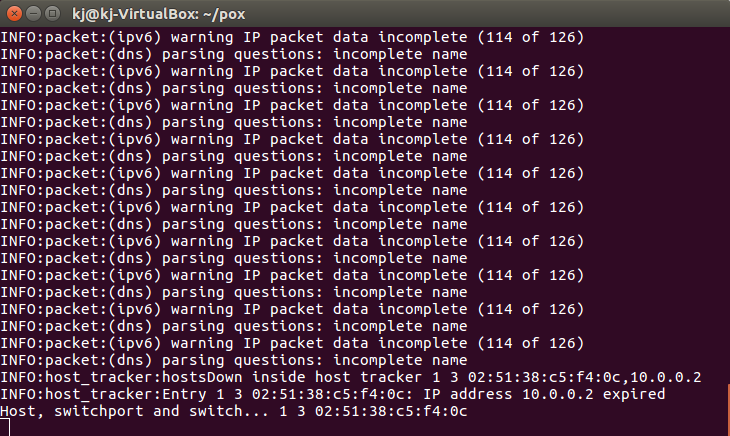 kj@kj-VirtualBox: ~/pox
INFO:packet:(ipv6) warning IP packet data incomplete (114 of 126)
INFO:packet:(dns) parsing questions: incomplete name
INFO:packet:(ipv6) warning IP packet data incomplete (114 of 126)
INFO:packet:(dns) parsing questions: incomplete name
INFO:packet:(ipv6) warning IP packet data incomplete (114 of 126)
INFO:packet:(dns) parsing questions: incomplete name
INFO:packet:(ipv6) warning IP packet data incomplete (114 of 126)
INFO:packet:(dns) parsing questions: incomplete name
INFO:packet:(ipv6) warning IP packet data incomplete (114 of 126)
INFO:packet:(dns) parsing questions: incomplete name
INFO:packet:(ipv6) warning IP packet data incomplete (114 of 126)
INFO:packet:(dns) parsing questions: incomplete name
INFO:packet:(ipv6) warning IP packet data incomplete (114 of 126)
INFO:packet:(dns) parsing questions: incomplete name
INFO:packet:(ipv6) warning IP packet data incomplete (114 of 126)
INFO:packet:(dns) parsing questions: incomplete name
INFO:packet:(ipv6) warning IP packet data incomplete (114 of 126)
INFO:packet:(dns) parsing questions: incomplete name
INFO:packet:(ipv6) warning IP packet data incomplete (114 of 126)
INFO:packet:(dns) parsing questions: incomplete name
INFO:host_tracker:hostsDown inside host tracker 1 3 02:51:38:c5:f4:0c,10.0.0.2
INFO:host_tracker:Entry 1 3 02:51:38:c5:f4:0c: IP address 10.0.0.2 expired
Host, switchport and switch... 1 3 02:51:38:c5:f4:0c